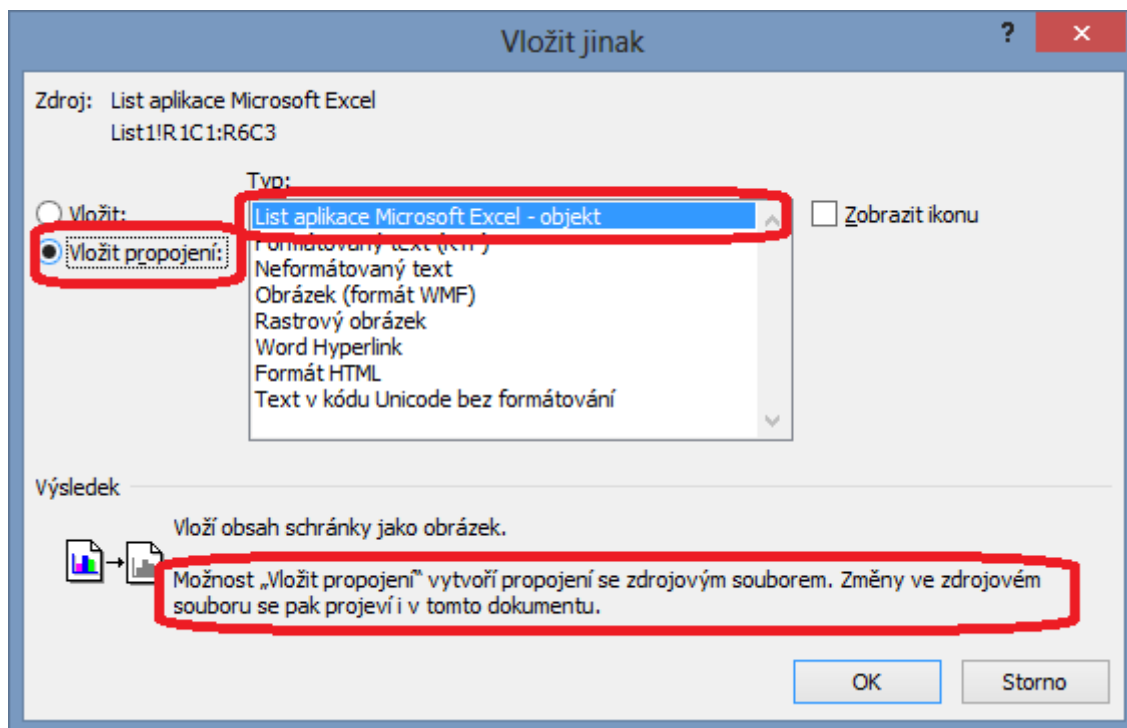 Vložit jinak
?
×
Zdroj: List aplikace Microsoft Excel
List1!R1C1:R6C3
Typ:
Vložit:
Vložit propojení:
List aplikace Microsoft Excel - objekt
Formátovaný text (RTF)
Neformátovaný text
Obrázek (formát WMF)
Rastrový obrázek
Word Hyperlink
Formát HTML
Text v kódu Unicode bez formátování
Zobrazit ikonu
Výsledek
Vloží obsah schránky jako obrázek.
Možnost „Vložit propojení“ vytvoří propojení se zdrojovým souborem. Změny ve zdrojovém
souboru se pak projeví i v tomto dokumentu.
OK
Storno